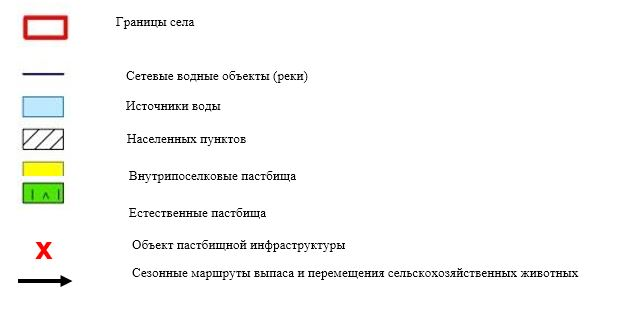 Границы села
Сетевые водные объекты (реки)
Источники воды
Населенных пунктов
Внутрипоселковые пастбища
Естественные пастбища
Х
Объект пастбищной инфраструктуры
Сезонные маршруты выпаса и перемещения сельскохозяйственных животных